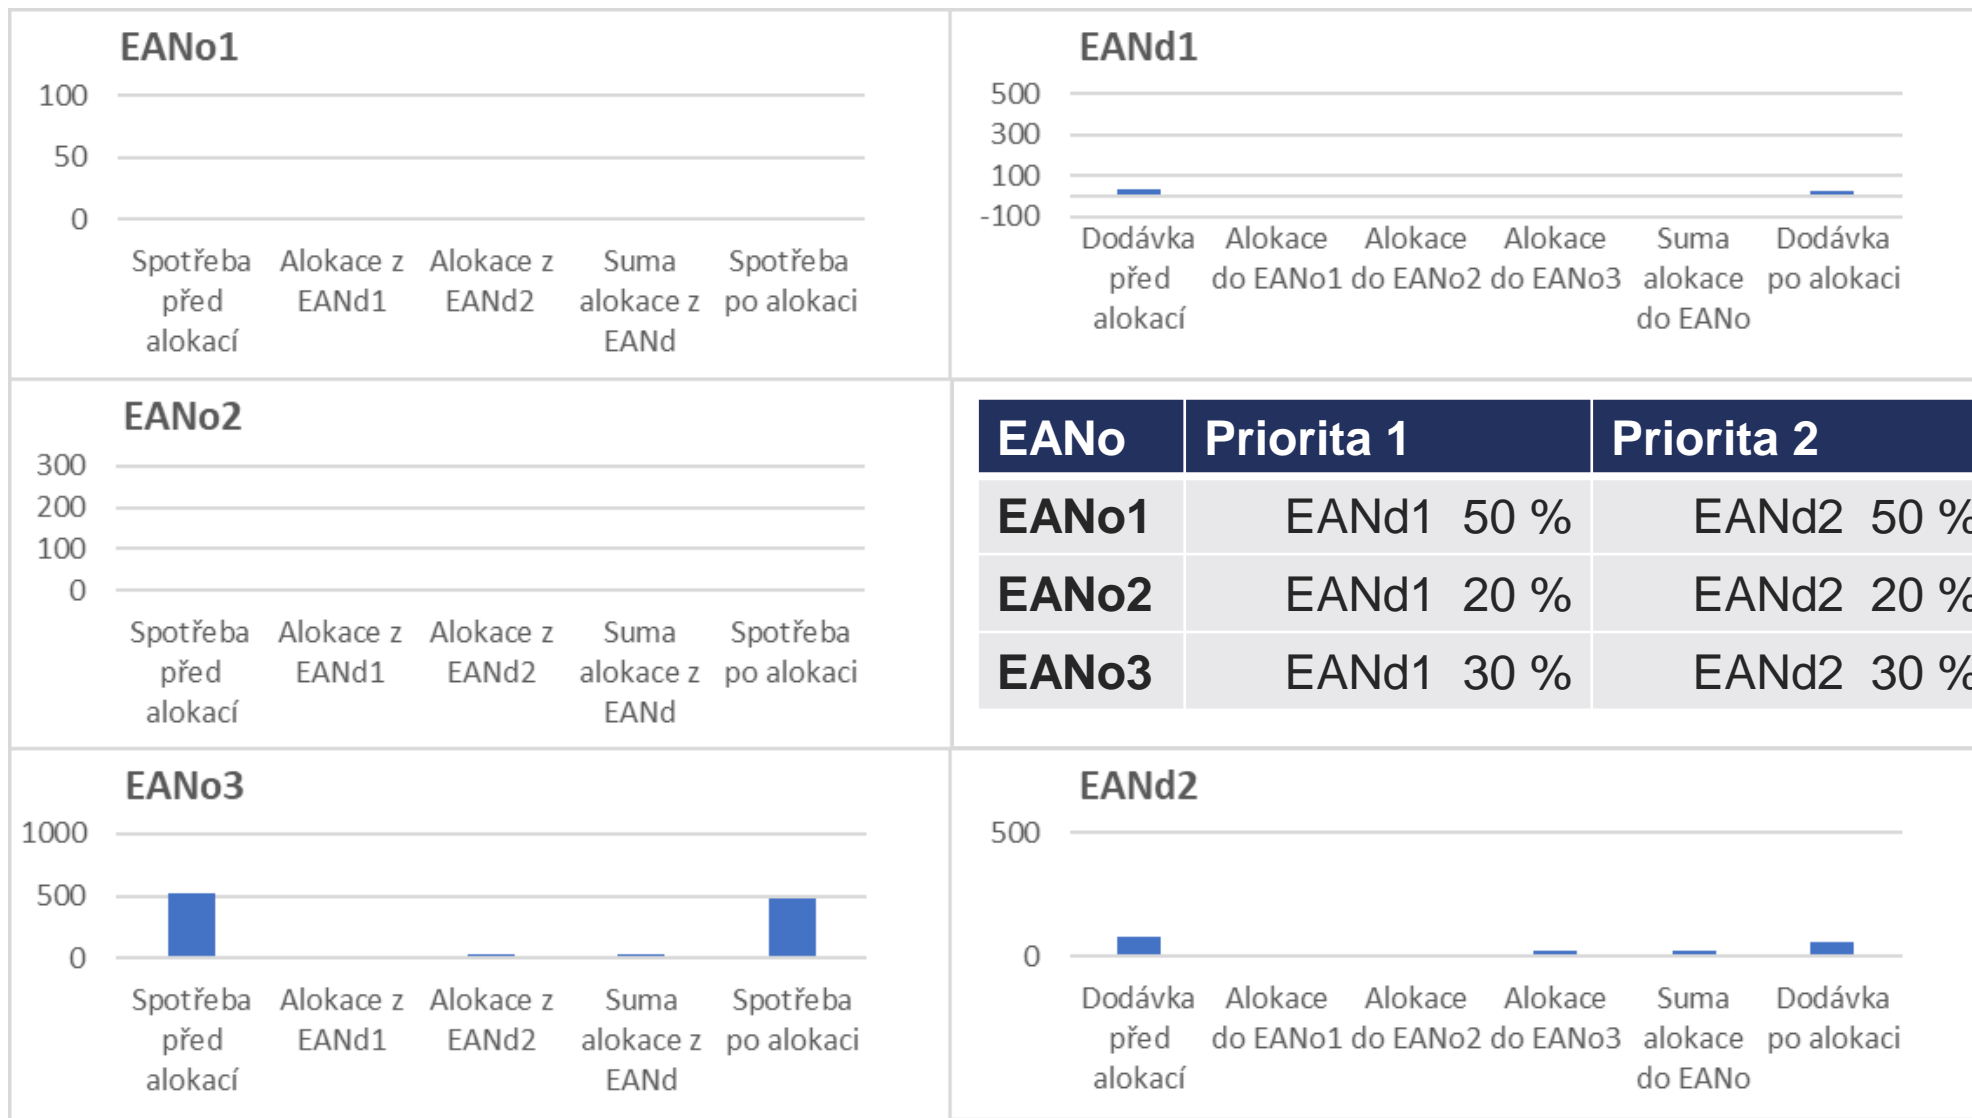 EANo1
100
50
0
Spotřeba Alokace z Alokace z Suma Spotřeba
před EANd1 EANd2 alokace z po alokaci
alokací EANd
EANd1
500
300
100
-100
Dodávka Alokace Alokace Alokace Suma Dodávka
před do EANo1 do EANo2 do EANo3 alokace po alokaci
alokací do EANo
EANo2
300
200
100
0
Spotřeba Alokace z Alokace z Suma Spotřeba
před EANd1 EANd2 alokace z po alokaci
alokací EANd
EANo Priorita 1 Priorita 2
EANo1 EANd1 50 % EANd2 50 %
EANo2 EANd1 20 % EANd2 20 %
EANo3 EANd1 30 % EANd2 30 %
EANo3
1000
500
0
Spotřeba Alokace z Alokace z Suma Spotřeba
před EANd1 EANd2 alokace z po alokaci
alokací EANd
EANd2
500
0
Dodávka Alokace Alokace Alokace Suma Dodávka
před do EANo1 do EANo2 do EANo3 alokace po alokaci
alokací do EANo